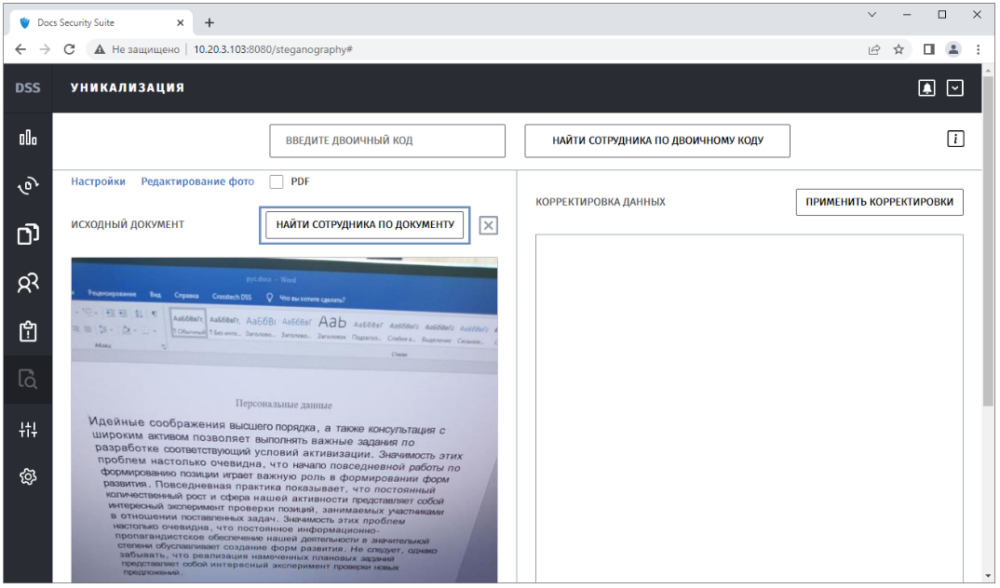 Docs Security Suite
Не защищено
10.20.3.103:8080/steganography#
DSS
УНИКАЛИЗАЦИЯ
ВВЕДИТЕ ДВОИЧНЫЙ КОД
НАЙТИ СОТРУДНИКА ПО ДВОИЧНОМУ КОДУ
i
Настройки Редактирование фото PDF
ИСХОДНЫЙ ДОКУМЕНТ
НАЙТИ СОТРУДНИКА ПО ДОКУМЕНТУ
КОРРЕКТИРОВКА ДАННЫХ
ПРИМЕНИТЬ КОРРЕКТИРОВКИ
рус.docx - Word
Рецензирование Вид Справка Crosstech DSS Что вы хотите сделать?
АаБбВвГг, АаБбВвГг, АаБбВ АаБбВвГ АаБ АаБбВвГ АаБбВвГг АаБбВвГг АаБбВвГг
¶ Обычный ¶ Без инте... Заголово... Заголово... Заголовок Подзагол... Слабое в... Выделение Сильное...
Абзац
Стили
Персональные данные
Идейные соображения высшего порядка, а также консультация с
широким активом позволяет выполнять важные задания по
разработке соответствующий условий активизации. Значимость этих
проблем настолько очевидна, что начало повседневной работы по
формированию позиции играет важную роль в формировании форм
развития. Повседневная практика показывает, что постоянный
количественный рост и сфера нашей активности представляет собой
интересный эксперимент проверки позиций, занимаемых участниками
в отношении поставленных задач. Значимость этих проблем
настолько очевидна, что постоянное информационно-
пропагандистское обеспечение нашей деятельности в значительной
степени обуславливает создание форм развития. Не следует, однако
забывать, что реализация намеченных плановых заданий
представляет собой интересный эксперимент проверки новых
предложений.